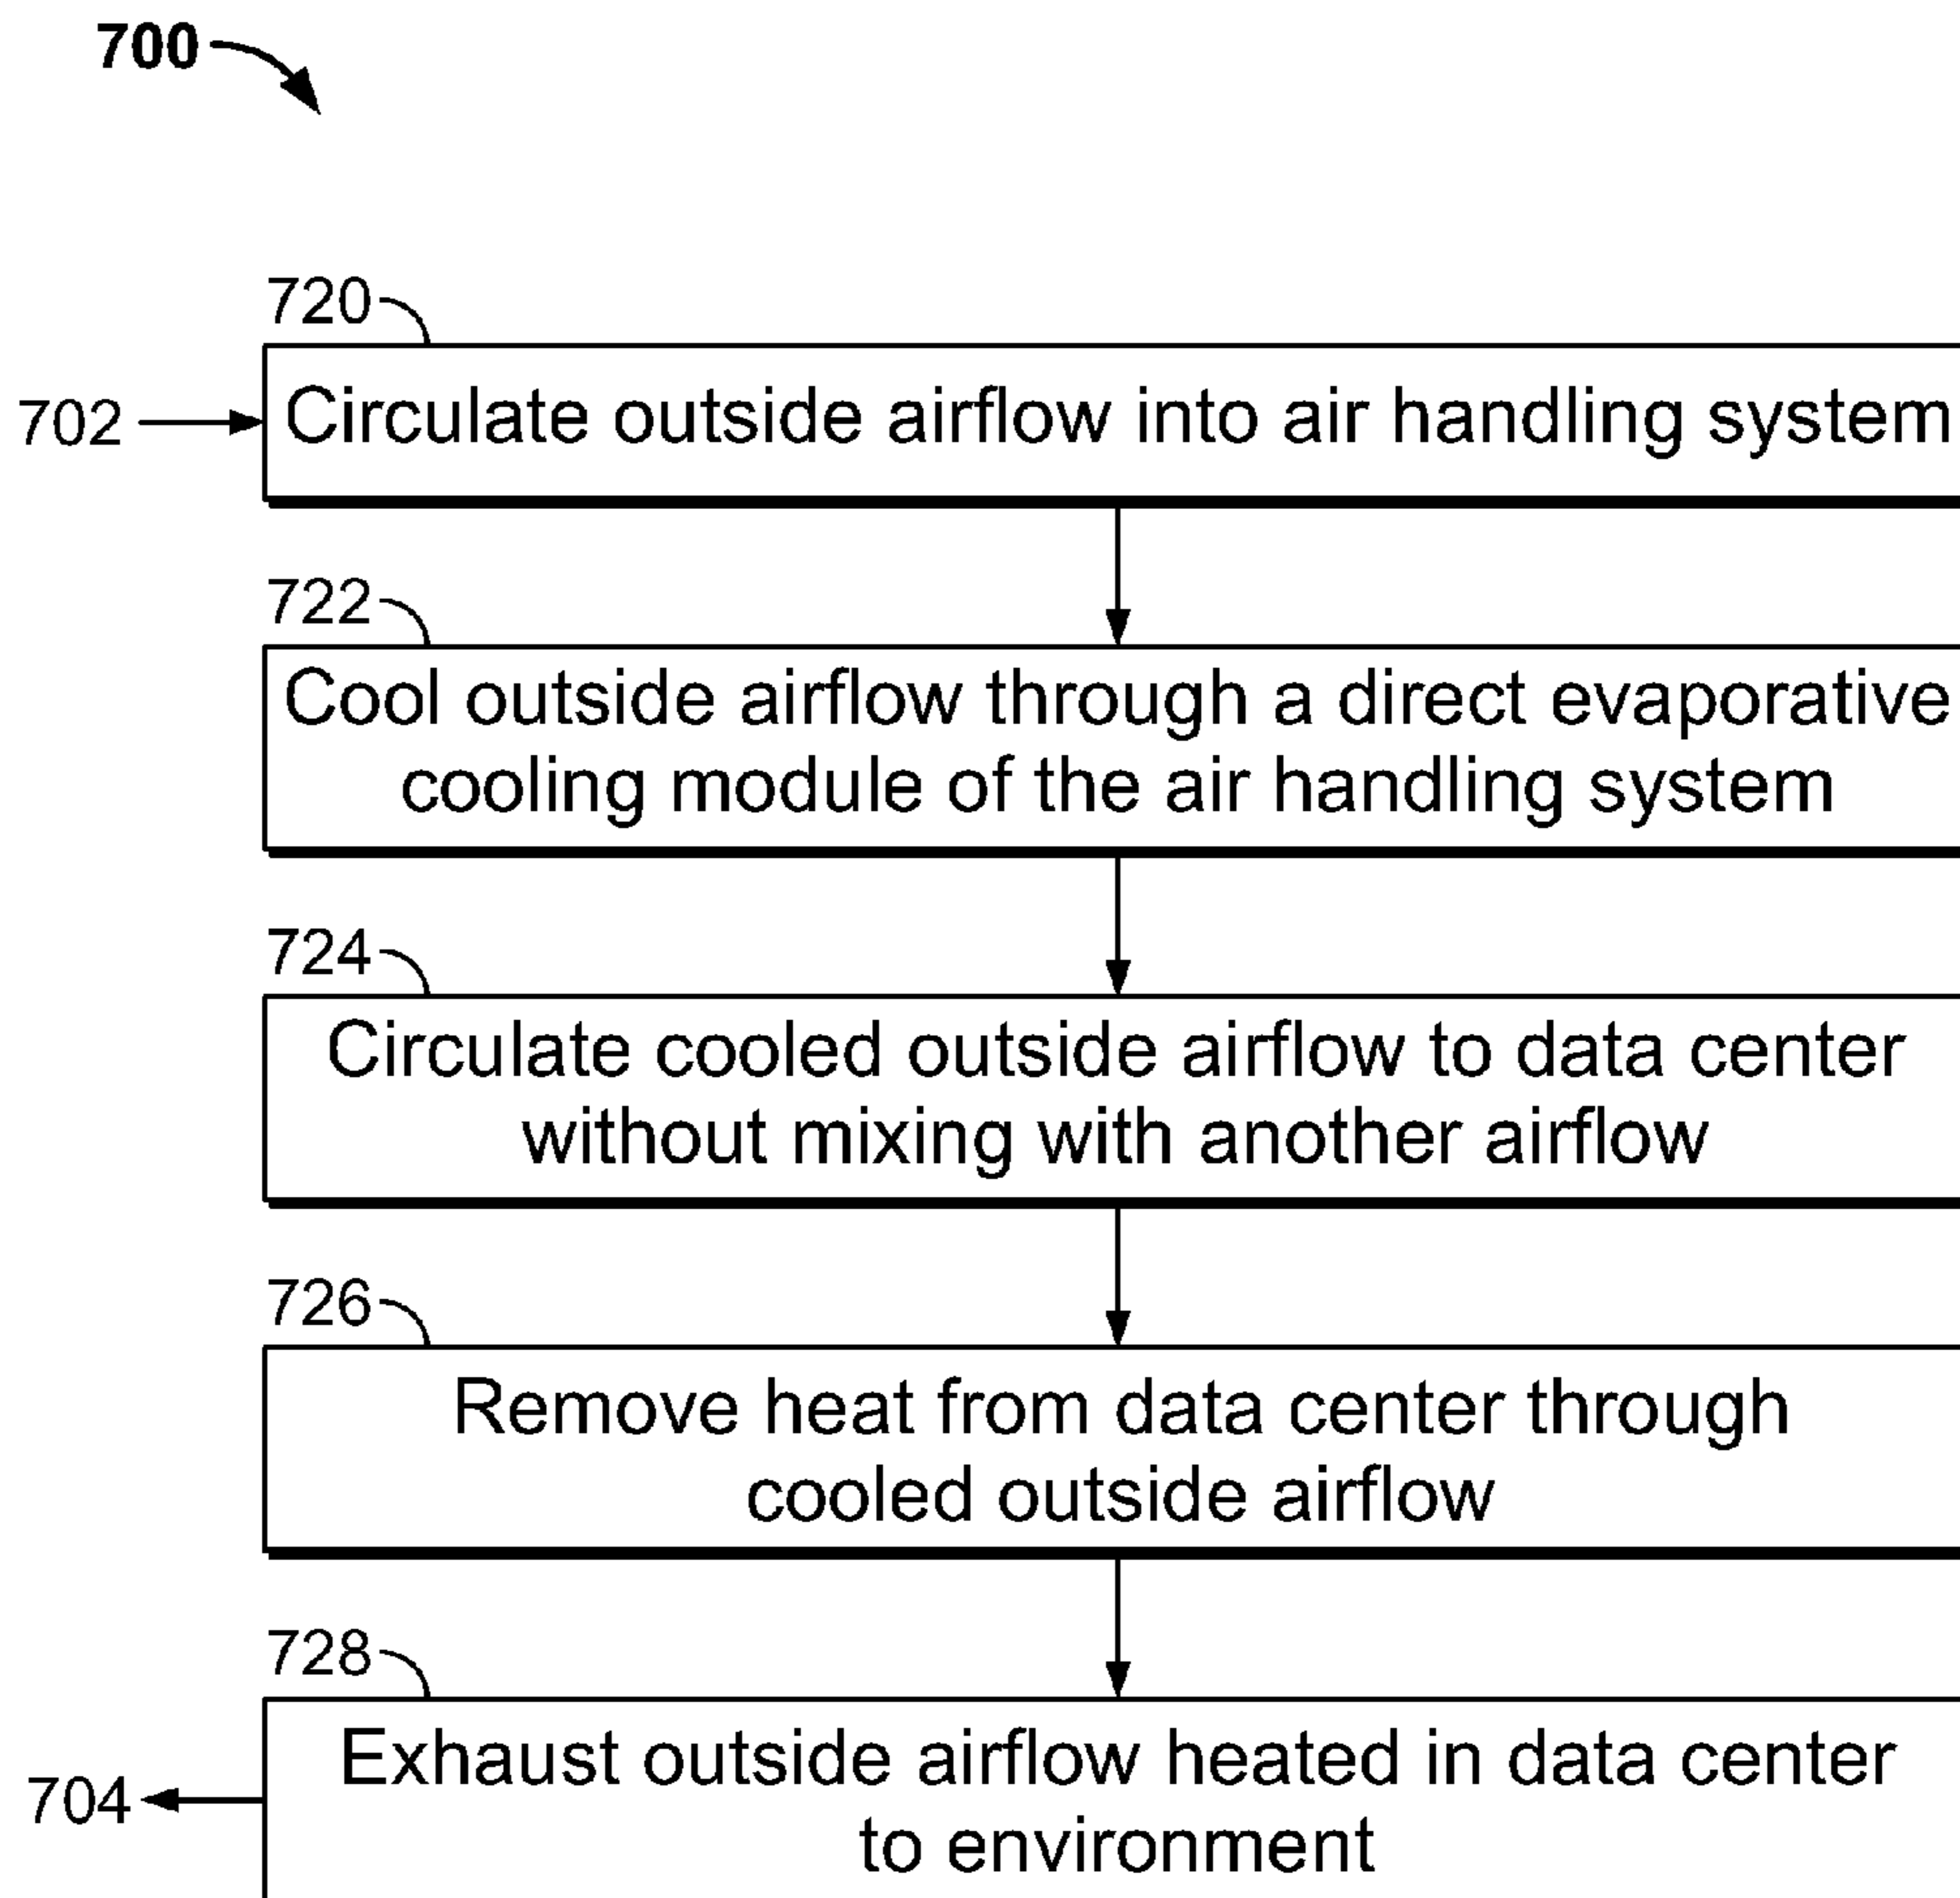 700
720
702
Circulate outside airflow into air handling system
722
Cool outside airflow through a direct evaporative
cooling module of the air handling system
724
Circulate cooled outside airflow to data center
without mixing with another airflow
726
Remove heat from data center through
cooled outside airflow
728
Exhaust outside airflow heated in data center
704
to environment